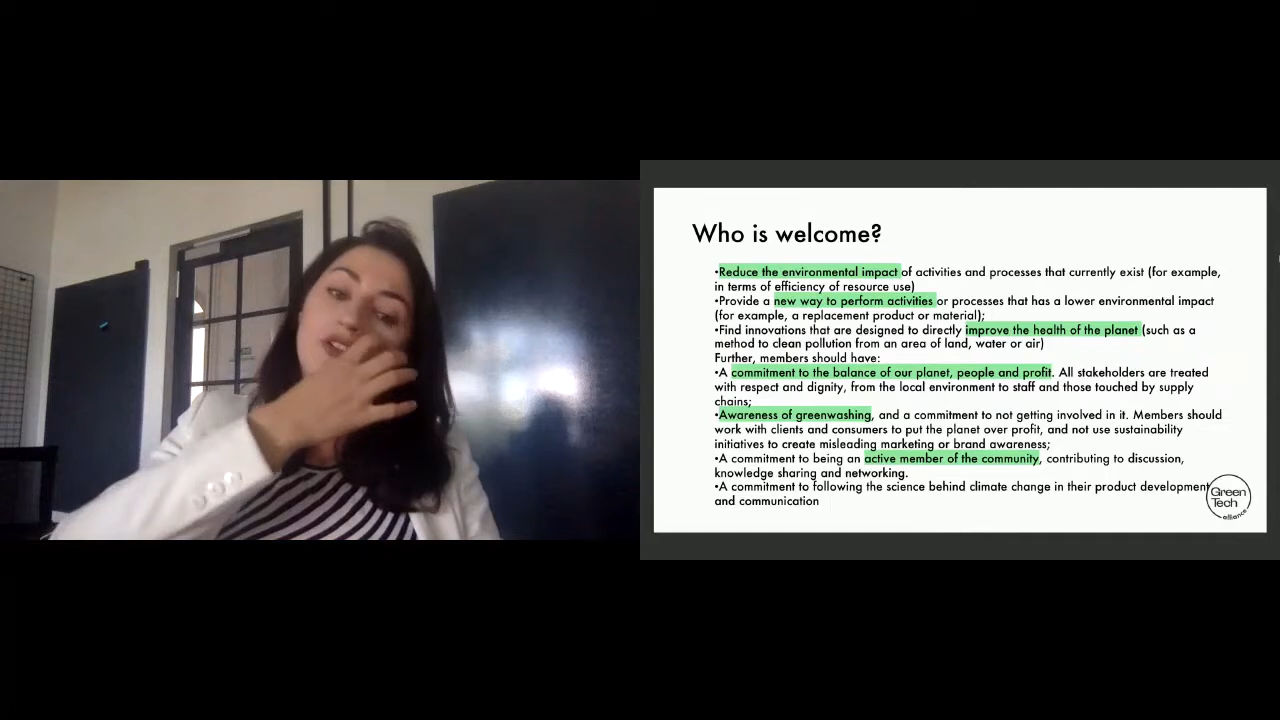 Who is welcome?
•Reduce the environmental impact of activities and processes that currently exist (for example,
in terms of efficiency of resource use)
•Provide a new way to perform activities or processes that has a lower environmental impact
(for example, a replacement product or material);
•Find innovations that are designed to directly improve the health of the planet (such as a
method to clean pollution from an area of land, water or air)
Further, members should have:
•A commitment to the balance of our planet, people and profit. All stakeholders are treated
with respect and dignity, from the local environment to staff and those touched by supply
chains;
•Awareness of greenwashing, and a commitment to not getting involved in it. Members should
work with clients and consumers to put the planet over profit, and not use sustainability
initiatives to create misleading marketing or brand awareness;
•A commitment to being an active member of the community, contributing to discussion,
knowledge sharing and networking.
•A commitment to following the science behind climate change in their product development
and communication
Green
Tech
alliance